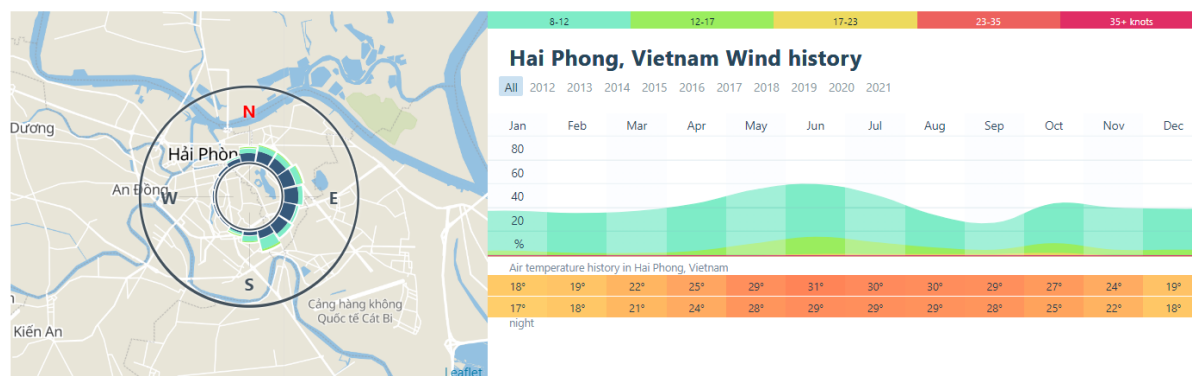 8-12 12-17 17-23 23-35 35+ knots
Hai Phong, Vietnam Wind history
All 2012 2013 2014 2015 2016 2017 2018 2019 2020 2021
Jan Feb Mar Apr May Jun Jul Aug Sep Oct Nov Dec
80
60
40
20
%
Air temperature history in Hai Phong, Vietnam
18° 19° 22° 25° 29° 31° 30° 30° 29° 27° 24° 19°
17° 18° 21° 24° 28° 29° 29° 29° 28° 25° 22° 18°
night
N
Dương
Hải Phòn
An Đồng
W
E
S
Cảng hàng không
Quốc tế Cát Bi
Kiến An
Leaflet